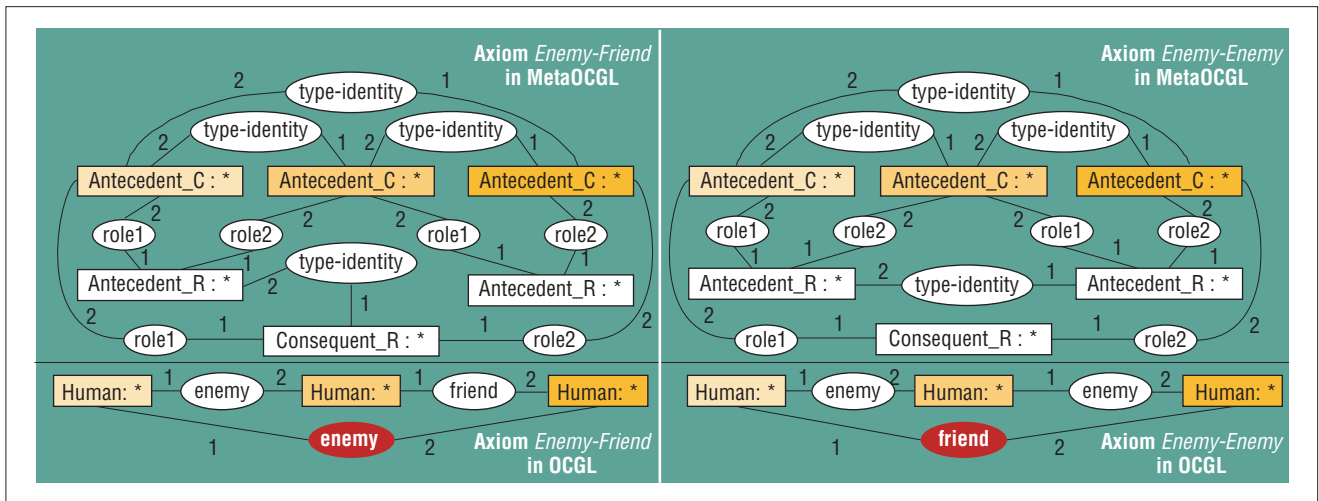 Axiom Enemy-Friend
in MetaOCGL
2
1
type-identity
type-identity
type-identity
2
1
2
1
Antecedent_C : *
Antecedent_C : *
Antecedent_C : *
2
2
2
2
role1
role2
role1
role2
type-identity
1
1
1
1
Antecedent_R : *
2
Antecedent_R : *
1
2
1
1
2
role1
Consequent_R : *
role2
Human: *
1
enemy
2
Human: *
1
friend
2
Human: *
1
enemy
2
Axiom Enemy-Friend
in OCGL
Axiom Enemy-Enemy
in MetaOCGL
2
1
type-identity
type-identity
type-identity
2
1
2
1
Antecedent_C : *
Antecedent_C : *
Antecedent_C : *
2
2
2
2
role1
role2
role1
role2
1
1
1
1
Antecedent_R : *
2
type-identity
1
Antecedent_R : *
2
1
1
2
role1
Consequent_R : *
role2
Human: *
1
enemy
2
Human: *
1
enemy
2
Human: *
1
friend
2
Axiom Enemy-Enemy
in OCGL